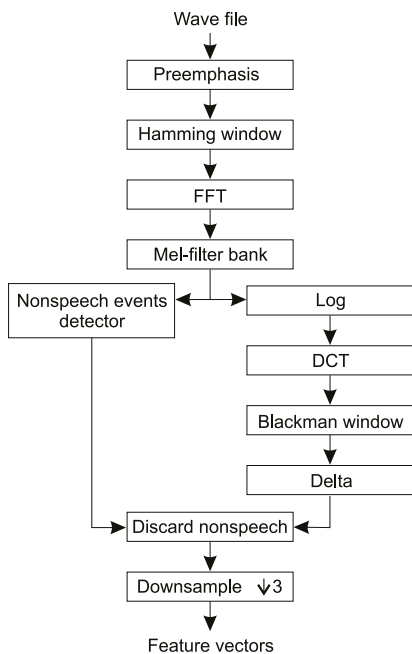 Wave file
Preemphasis
Hamming window
FFT
Mel-filter bank
Nonspeech events
detector
Log
DCT
Blackman window
Delta
Discard nonspeech
Downsample ↓3
Feature vectors